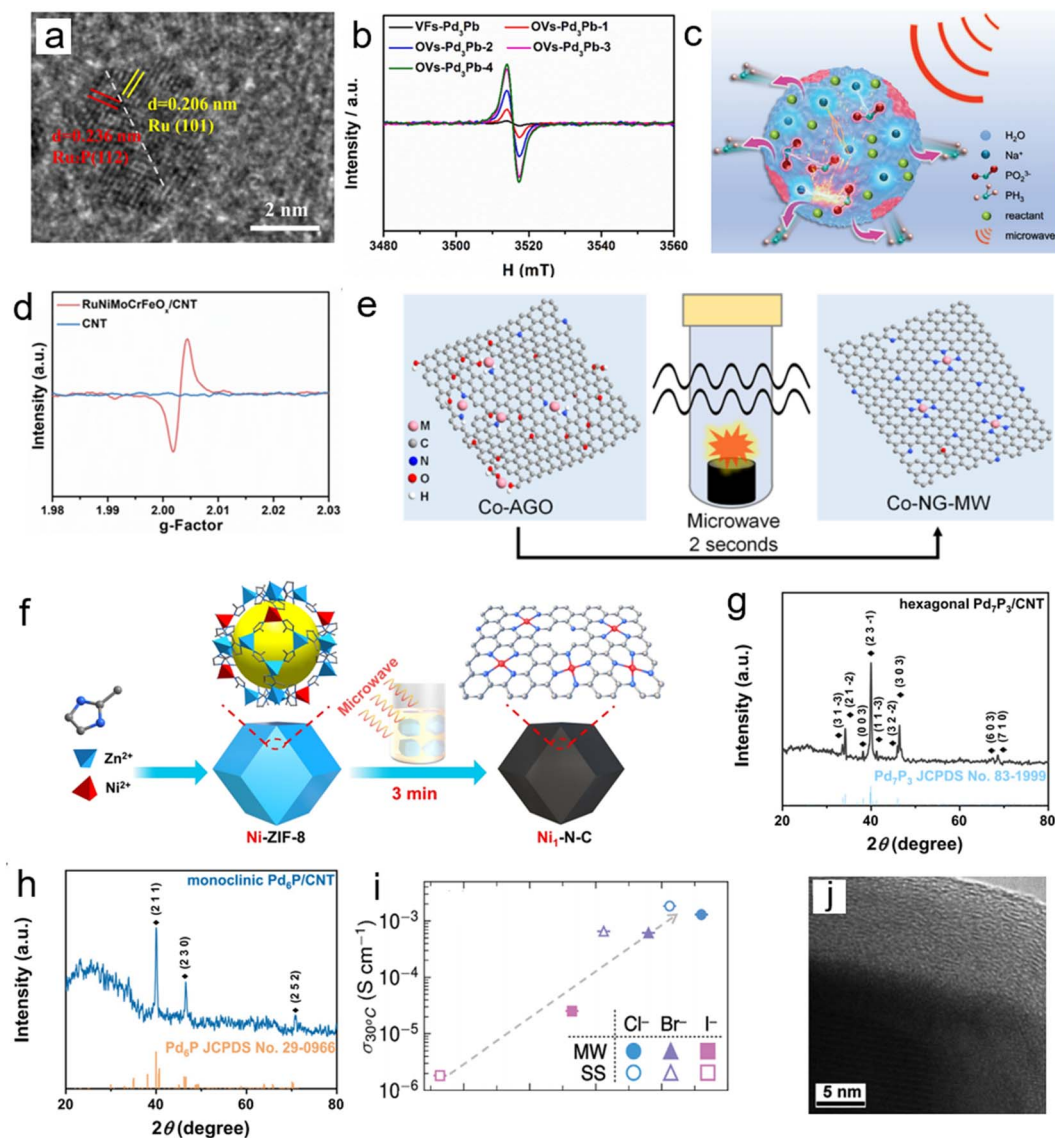 a
d=0.206 nm
Ru (101)
d=0.236 nm
Ru₂P(112)
2 nm
b
VFs-Pd₃Pb
OVs-Pd₃Pb-1
OVs-Pd₃Pb-2
OVs-Pd₃Pb-3
OVs-Pd₃Pb-4
Intensity / a.u.
3480
3500
3520
3540
3560
H (mT)
c
H₂O
Na⁺
PO₂³⁻
PH₃
reactant
microwave
d
RuNiMoCrFeOₓ/CNT
CNT
Intensity (a.u.)
1.98
1.99
2.00
2.01
2.02
2.03
g-Factor
e
M
C
N
O
H
Co-AGO
Microwave
2 seconds
Co-NG-MW
f
Zn²⁺
Ni²⁺
Ni-ZIF-8
Microwave
3 min
Ni₁-N-C
g
hexagonal Pd₇P₃/CNT
(3 1 -3)
(2 1 -2)
(0 0 3)
(2 3 -1)
(1 1 -3)
(3 2 -2)
(3 0 3)
(6 0 3)
(7 1 0)
Pd₇P₃ JCPDS No. 83-1999
Intensity (a.u.)
20
40
60
80
2θ (degree)
h
monoclinic Pd₆P/CNT
(2 1 1)
(2 3 0)
(2 5 2)
Pd₆P JCPDS No. 29-0966
Intensity (a.u.)
20
40
60
80
2θ (degree)
i
σ30°C (S cm⁻¹)
10⁻³
10⁻⁴
10⁻⁵
10⁻⁶
Cl⁻ Br⁻ I⁻
MW
SS
j
5 nm